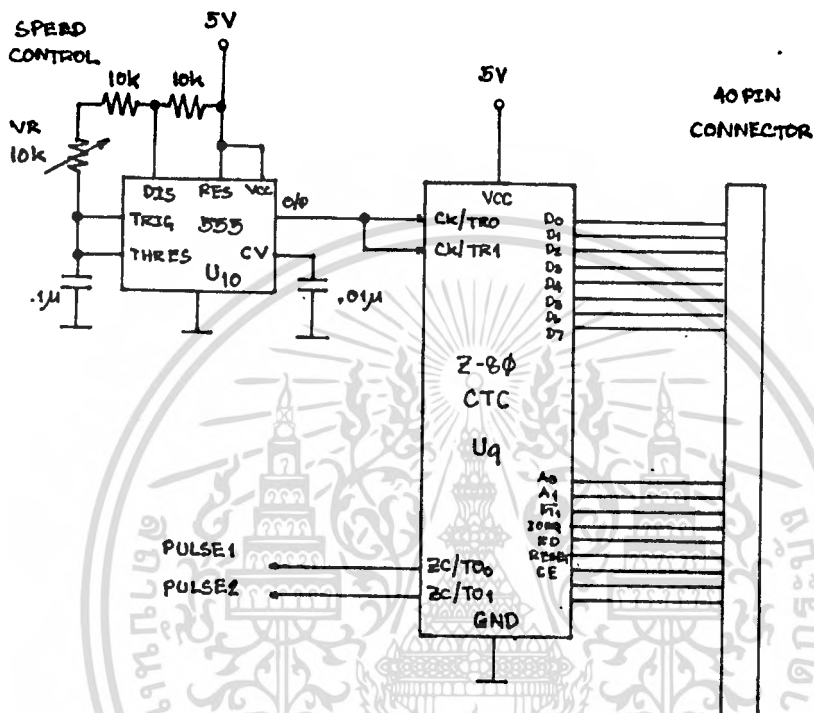 SPEED
CONTROL
5V
10k
10k
VR
10k
DIS
RES
VCC
O/P
TRIG
555
THRES
CV
U10
.1μ
.01μ
5V
VCC
CK/TR0
CK/TR1
Z-8φ
CTC
U9
ZC/TO0
ZC/TO1
GND
PULSE1
PULSE2
D0
D1
D2
D3
D4
D5
D6
D7
A0
A1
M1
IORQ
RD
RESET
CE
40 PIN
CONNECTOR